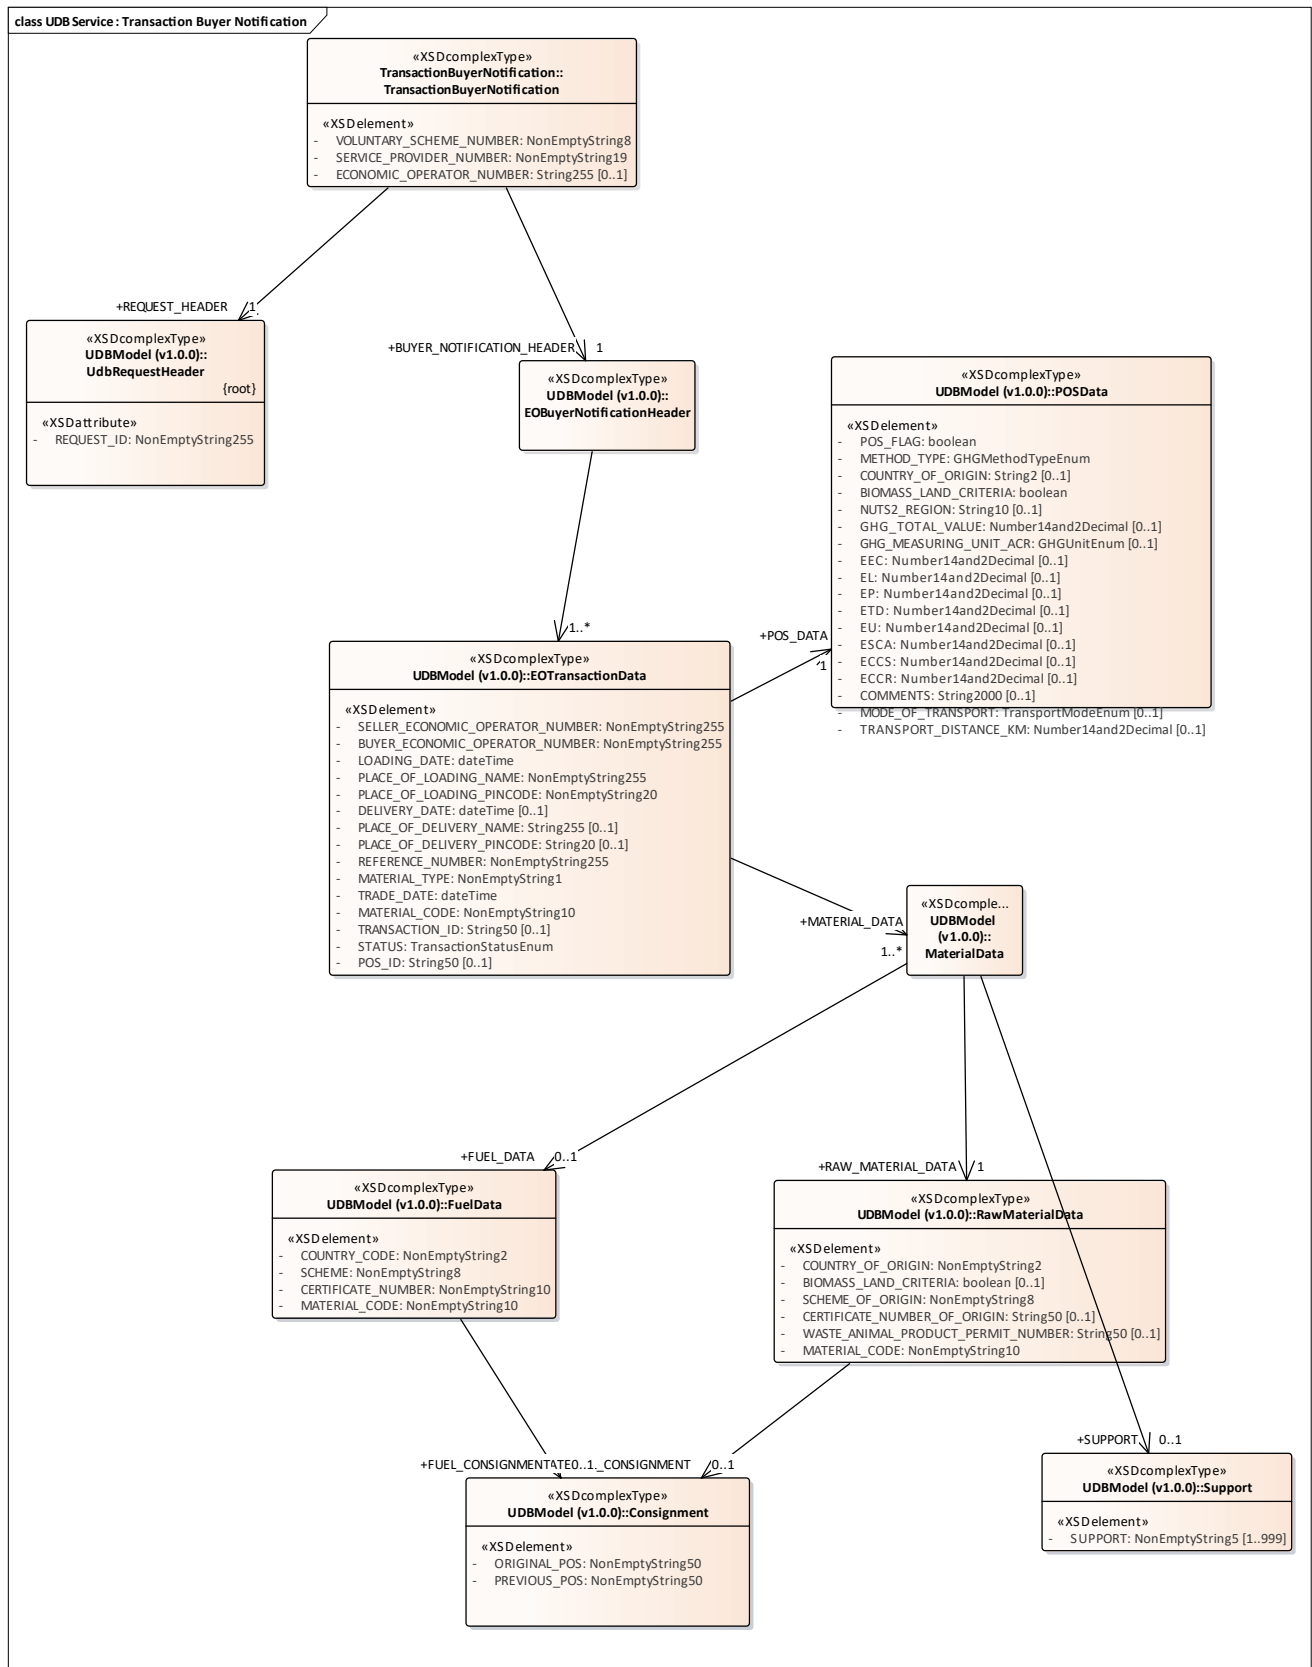 class UDB Service : Transaction Buyer Notification
«XSDcomplexType»
TransactionBuyerNotification::
TransactionBuyerNotification
«XSDelement»
- VOLUNTARY_SCHEME_NUMBER: NonEmptyString8
- SERVICE_PROVIDER_NUMBER: NonEmptyString19
- ECONOMIC_OPERATOR_NUMBER: String255 [0..1]
+REQUEST_HEADER
1
«XSDcomplexType»
UDBModel (v1.0.0)::
UdbRequestHeader
{root}
«XSDattribute»
- REQUEST_ID: NonEmptyString255
+BUYER_NOTIFICATION_HEADER
1
«XSDcomplexType»
UDBModel (v1.0.0)::
EOBuyerNotificationHeader
«XSDcomplexType»
UDBModel (v1.0.0)::POSData
«XSDelement»
- POS_FLAG: boolean
- METHOD_TYPE: GHGMethodTypeEnum
- COUNTRY_OF_ORIGIN: String2 [0..1]
- BIOMASS_LAND_CRITERIA: boolean
- NUTS2_REGION: String10 [0..1]
- GHG_TOTAL_VALUE: Number14and2Decimal [0..1]
- GHG_MEASURING_UNIT_ACR: GHGUnitEnum [0..1]
- EEC: Number14and2Decimal [0..1]
- EL: Number14and2Decimal [0..1]
- EP: Number14and2Decimal [0..1]
- ETD: Number14and2Decimal [0..1]
- EU: Number14and2Decimal [0..1]
- ESCA: Number14and2Decimal [0..1]
- ECCS: Number14and2Decimal [0..1]
- ECCR: Number14and2Decimal [0..1]
- COMMENTS: String2000 [0..1]
- MODE_OF_TRANSPORT: TransportModeEnum [0..1]
- TRANSPORT_DISTANCE_KM: Number14and2Decimal [0..1]
1..*
+POS_DATA
1
«XSDcomplexType»
UDBModel (v1.0.0)::EOTransactionData
«XSDelement»
- SELLER_ECONOMIC_OPERATOR_NUMBER: NonEmptyString255
- BUYER_ECONOMIC_OPERATOR_NUMBER: NonEmptyString255
- LOADING_DATE: dateTime
- PLACE_OF_LOADING_NAME: NonEmptyString255
- PLACE_OF_LOADING_PINCODE: NonEmptyString20
- DELIVERY_DATE: dateTime [0..1]
- PLACE_OF_DELIVERY_NAME: String255 [0..1]
- PLACE_OF_DELIVERY_PINCODE: String20 [0..1]
- REFERENCE_NUMBER: NonEmptyString255
- MATERIAL_TYPE: NonEmptyString1
- TRADE_DATE: dateTime
- MATERIAL_CODE: NonEmptyString10
- TRANSACTION_ID: String50 [0..1]
- STATUS: TransactionStatusEnum
- POS_ID: String50 [0..1]
+MATERIAL_DATA
1..*
«XSDcomple...
UDBModel
(v1.0.0)::
MaterialData
+FUEL_DATA
0..1
«XSDcomplexType»
UDBModel (v1.0.0)::FuelData
«XSDelement»
- COUNTRY_CODE: NonEmptyString2
- SCHEME: NonEmptyString8
- CERTIFICATE_NUMBER: NonEmptyString10
- MATERIAL_CODE: NonEmptyString10
+RAW_MATERIAL_DATA
1
«XSDcomplexType»
UDBModel (v1.0.0)::RawMaterialData
«XSDelement»
- COUNTRY_OF_ORIGIN: NonEmptyString2
- BIOMASS_LAND_CRITERIA: boolean [0..1]
- SCHEME_OF_ORIGIN: NonEmptyString8
- CERTIFICATE_NUMBER_OF_ORIGIN: String50 [0..1]
- WASTE_ANIMAL_PRODUCT_PERMIT_NUMBER: String50 [0..1]
- MATERIAL_CODE: NonEmptyString10
+FUEL_CONSIGNMENT
0..1
_CONSIGNMENT
0..1
«XSDcomplexType»
UDBModel (v1.0.0)::Consignment
«XSDelement»
- ORIGINAL_POS: NonEmptyString50
- PREVIOUS_POS: NonEmptyString50
+SUPPORT
0..1
«XSDcomplexType»
UDBModel (v1.0.0)::Support
«XSDelement»
- SUPPORT: NonEmptyString5 [1..999]